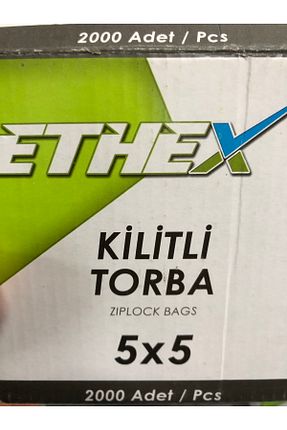 2000 Adet / Pcs
ETHEX
KİLİTLİ
TORBA
ZIPLOCK BAGS
5x5
2000 Adet / Pcs